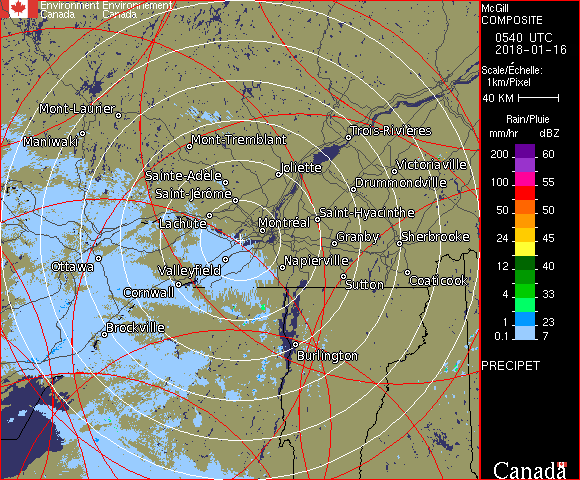 Environment Environnement
Canada Canada
McGill
COMPOSITE
0540 UTC
2018-01-16
Scale/Échelle:
1km/Pixel
40 KM
Rain/Pluie
mm/hr dBZ
200 60
150 55
100 55
50 50
24 45
12 40
4 33
1 23
0.1 7
PRECIPET
Canada
Mont-Laurier
Maniwaki
Mont-Tremblant
Trois-Rivières
Joliette
Victoriaville
Sainte-Adèle
Drummondville
Saint-Jérôme
Saint-Hyacinthe
Lachute
Montréal
Granby
Sherbrooke
Ottawa
Valleyfield
Napierville
Cornwall
Sutton
Coaticook
Brockville
Burlington